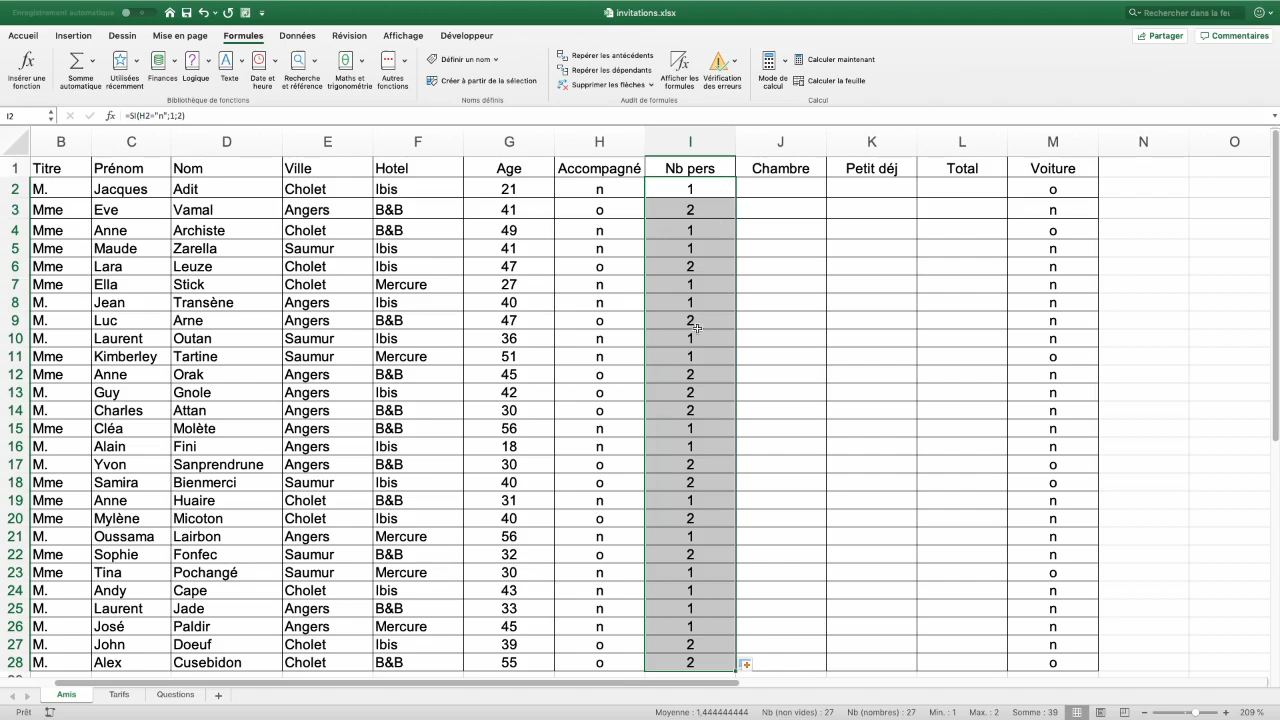 Enregistrement automatique
invitations.xlsx
Rechercher dans la feu
Accueil Insertion Dessin Mise en page Formules Données Révision Affichage Développeur
Partager Commentaires
Insérer une fonction
Somme automatique
Utilisées récemment
Finances
Logique
Texte
Date et heure
Recherche et référence
Maths et trigonométrie
Autres fonctions
Définir un nom
Créer à partir de la sélection
Repérer les antécédents
Repérer les dépendants
Supprimer les flèches
Afficher les formules
Vérification des erreurs
Mode de calcul
Calculer maintenant
Calculer la feuille
Bibliothèque de fonctions Noms définis Audit de formules Calcul
I2 fx =SI(H2="n";1;2)
B C D E F G H I J K L M N O
1 Titre Prénom Nom Ville Hotel Age Accompagné Nb pers Chambre Petit déj Total Voiture
2 M. Jacques Adit Cholet Ibis 21 n 1 o
3 Mme Eve Vamal Angers B&B 41 o 2 n
4 Mme Anne Archiste Cholet B&B 49 n 1 o
5 Mme Maude Zarella Saumur Ibis 41 n 1 n
6 Mme Lara Leuze Cholet Ibis 47 o 2 n
7 Mme Ella Stick Cholet Mercure 27 n 1 n
8 M. Jean Transène Angers Ibis 40 n 1 n
9 M. Luc Arne Angers B&B 47 o 2 n
10 M. Laurent Outan Saumur Ibis 36 n 1 n
11 Mme Kimberley Tartine Saumur Mercure 51 n 1 o
12 Mme Anne Orak Angers B&B 45 o 2 n
13 M. Guy Gnole Angers Ibis 42 o 2 n
14 M. Charles Attan Angers B&B 30 o 2 n
15 Mme Cléa Molète Angers B&B 56 n 1 n
16 M. Alain Fini Angers Ibis 18 n 1 n
17 M. Yvon Sanprendrune Angers B&B 30 o 2 o
18 Mme Samira Bienmerci Saumur Ibis 40 o 2 n
19 Mme Anne Huaire Cholet B&B 31 n 1 n
20 Mme Mylène Micoton Cholet Ibis 40 o 2 n
21 M. Oussama Lairbon Angers Mercure 56 n 1 n
22 Mme Sophie Fonfec Saumur B&B 32 o 2 o
23 Mme Tina Pochangé Saumur Mercure 30 n 1 o
24 M. Andy Cape Cholet Ibis 43 n 1 n
25 M. Laurent Jade Angers B&B 33 n 1 n
26 M. José Paldir Angers Mercure 45 n 1 n
27 M. John Doeuf Cholet Ibis 39 o 2 n
28 M. Alex Cusebidon Cholet B&B 55 o 2 o
Amis Tarifs Questions
Prêt Moyenne : 1,444444444 Nb (non vides) : 27 Nb (nombres) : 27 Min. : 1 Max. : 2 Somme : 39 209 %